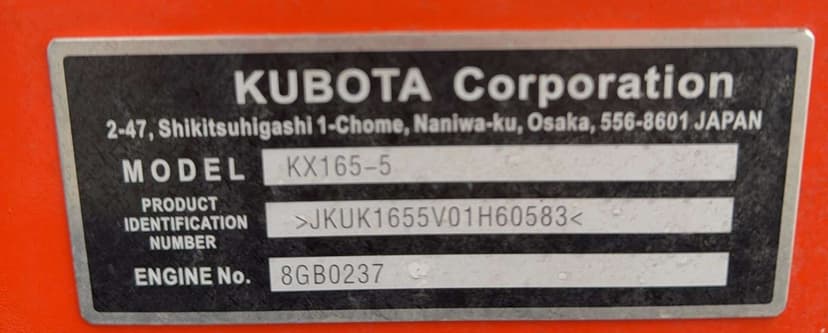 KUBOTA Corporation
2-47, Shikitsuhigashi 1-Chome, Naniwa-ku, Osaka, 556-8601 JAPAN
MODEL KX165-5
PRODUCT
IDENTIFICATION
NUMBER
>JKUK1655V01H60583<
ENGINE No. 8GB0237